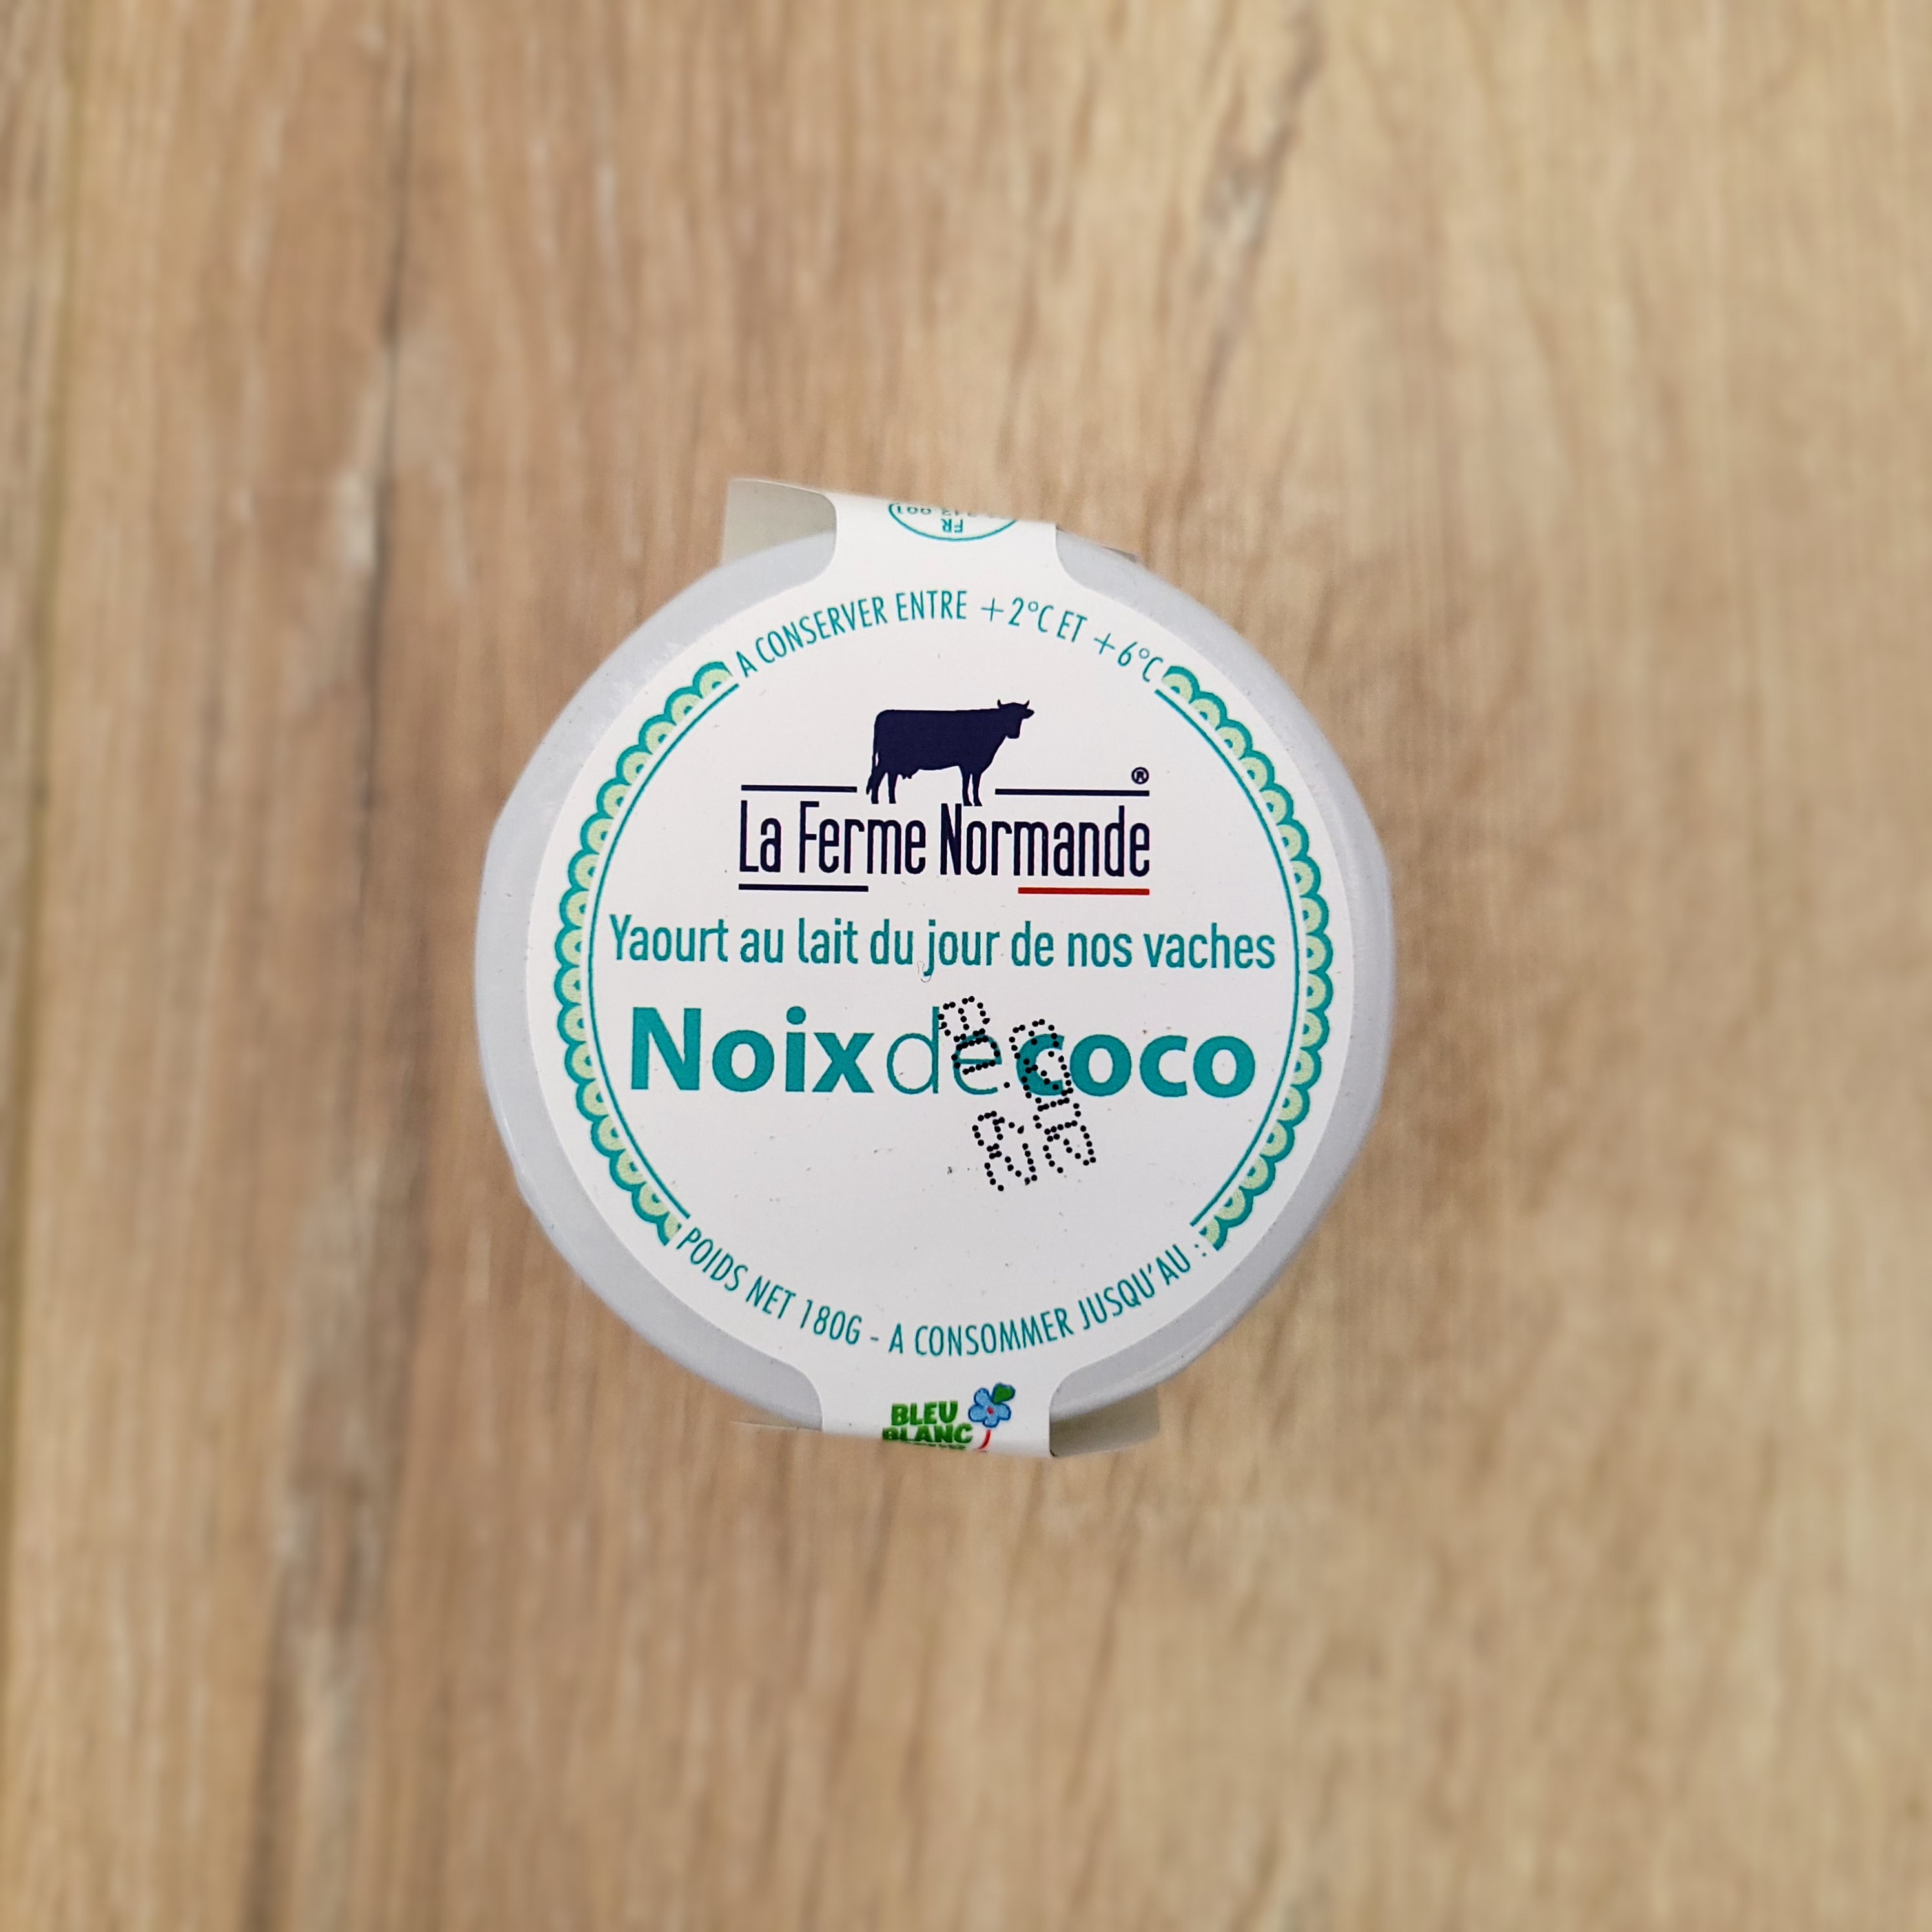 FR
A CONSERVER ENTRE +2°C ET +6°C
La Ferme Normande®
Yaourt au lait du jour de nos vaches
Noix de coco
POIDS NET 180G - A CONSOMMER JUSQU'AU :
BLEU
BLANC